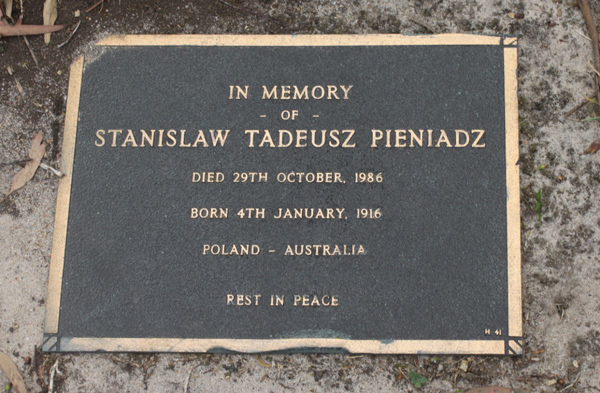 IN MEMORY
- OF -
STANISLAW TADEUSZ PIENIADZ
DIED 29TH OCTOBER, 1986
BORN 4TH JANUARY, 1916
POLAND - AUSTRALIA
REST IN PEACE
H 41